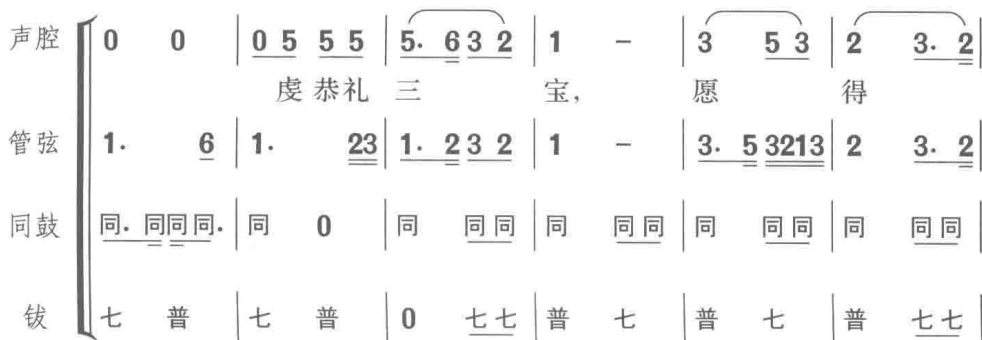 声腔 0 0 | 0 5 5 5 | 5. 6 3 2 | 1 - | 3 5 3 | 2 3. 2 |
虔恭礼 三 宝, 愿 得
管弦 1. 6 | 1. 23 | 1. 2 3 2 | 1 - | 3. 5 3213 | 2 3. 2 |
同鼓 同. 同同 同. | 同 0 | 同 同同 | 同 同同 | 同 同同 | 同 同同 |
钹 七 普 | 七 普 | 0 七七 | 普 七 | 普 七 | 普 七七 |